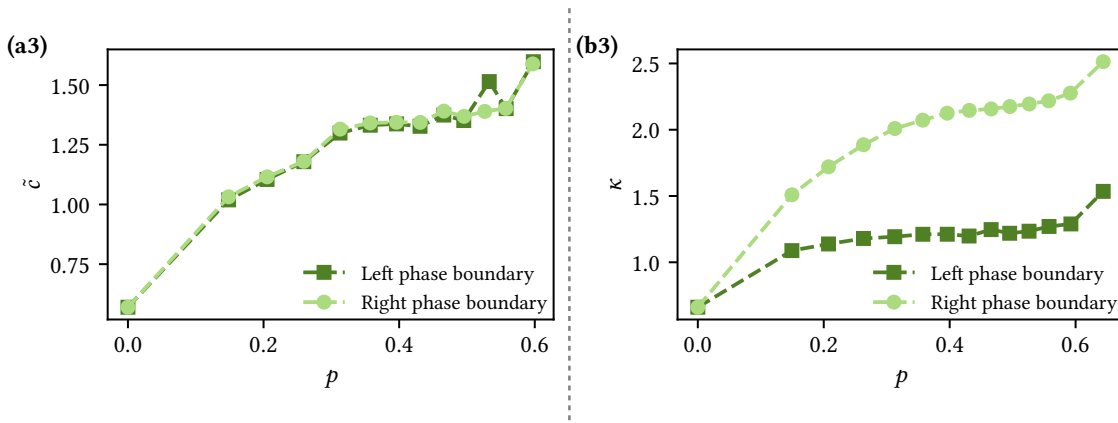 (a3)
1.50
1.25
1.00
0.75
c̃
Left phase boundary
Right phase boundary
0.0 0.2 0.4 0.6
p
(b3)
2.5
2.0
1.5
1.0
κ
Left phase boundary
Right phase boundary
0.0 0.2 0.4 0.6
p